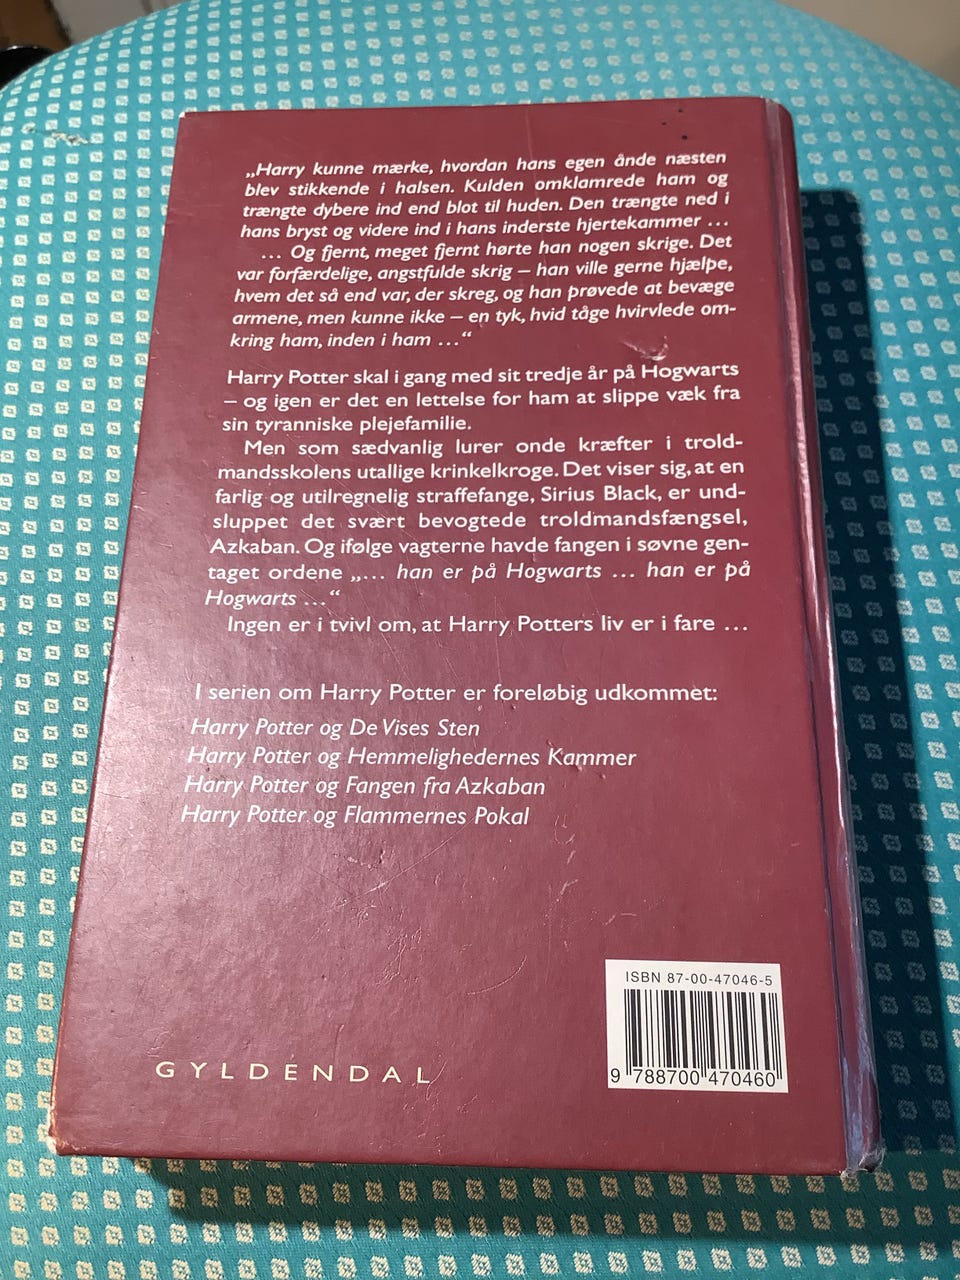 „Harry kunne mærke, hvordan hans egen ånde næsten
blev stikkende i halsen. Kulden omklamrede ham og
trængte dybere ind end blot til huden. Den trængte ned i
hans bryst og videre ind i hans inderste hjertekammer …
… Og fjernt, meget fjernt hørte han nogen skrige. Det
var forfærdelige, angstfulde skrig – han ville gerne hjælpe,
hvem det så end var, der skreg, og han prøvede at bevæge
armene, men kunne ikke – en tyk, hvid tåge hvirvlede om-
kring ham, inden i ham …“
Harry Potter skal i gang med sit tredje år på Hogwarts
– og igen er det en lettelse for ham at slippe væk fra
sin tyranniske plejefamilie.
Men som sædvanlig lurer onde kræfter i trold-
mandsskolens utallige krinkelkroge. Det viser sig, at en
farlig og utilregnelig straffefange, Sirius Black, er und-
sluppet det svært bevogtede troldmandsfængsel,
Azkaban. Og ifølge vagterne havde fangen i søvne gen-
taget ordene „… han er på Hogwarts … han er på
Hogwarts …“
Ingen er i tvivl om, at Harry Potters liv er i fare …
I serien om Harry Potter er foreløbig udkommet:
Harry Potter og De Vises Sten
Harry Potter og Hemmelighedernes Kammer
Harry Potter og Fangen fra Azkaban
Harry Potter og Flammernes Pokal
ISBN 87-00-47046-5
9 788700 470460
GYLDENDAL